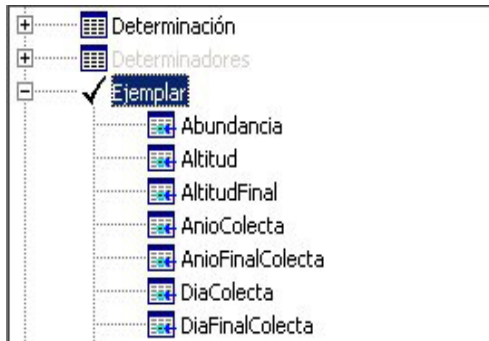 Determinación
Determinadores
Ejemplar
Abundancia
Altitud
AltitudFinal
AnioColecta
AnioFinalColecta
DiaColecta
DiaFinalColecta